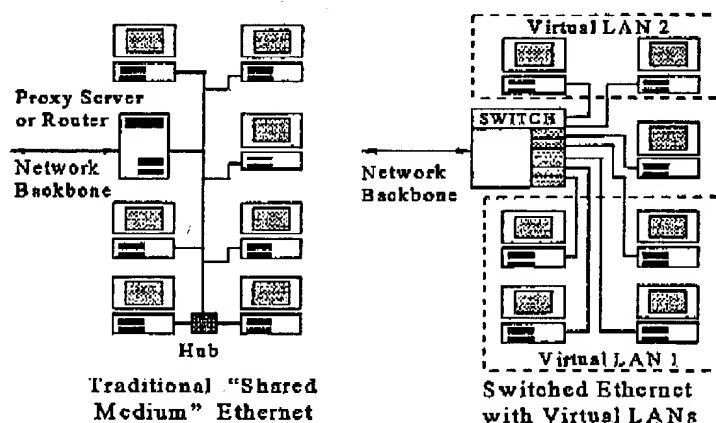 Proxy Server
or Router
Network
Backbone
Hub
Traditional "Shared
Medium" Ethernet
Virtual LAN 2
SWITCH
Network
Backbone
Virtual LAN 1
Switched Ethernet
with Virtual LANs